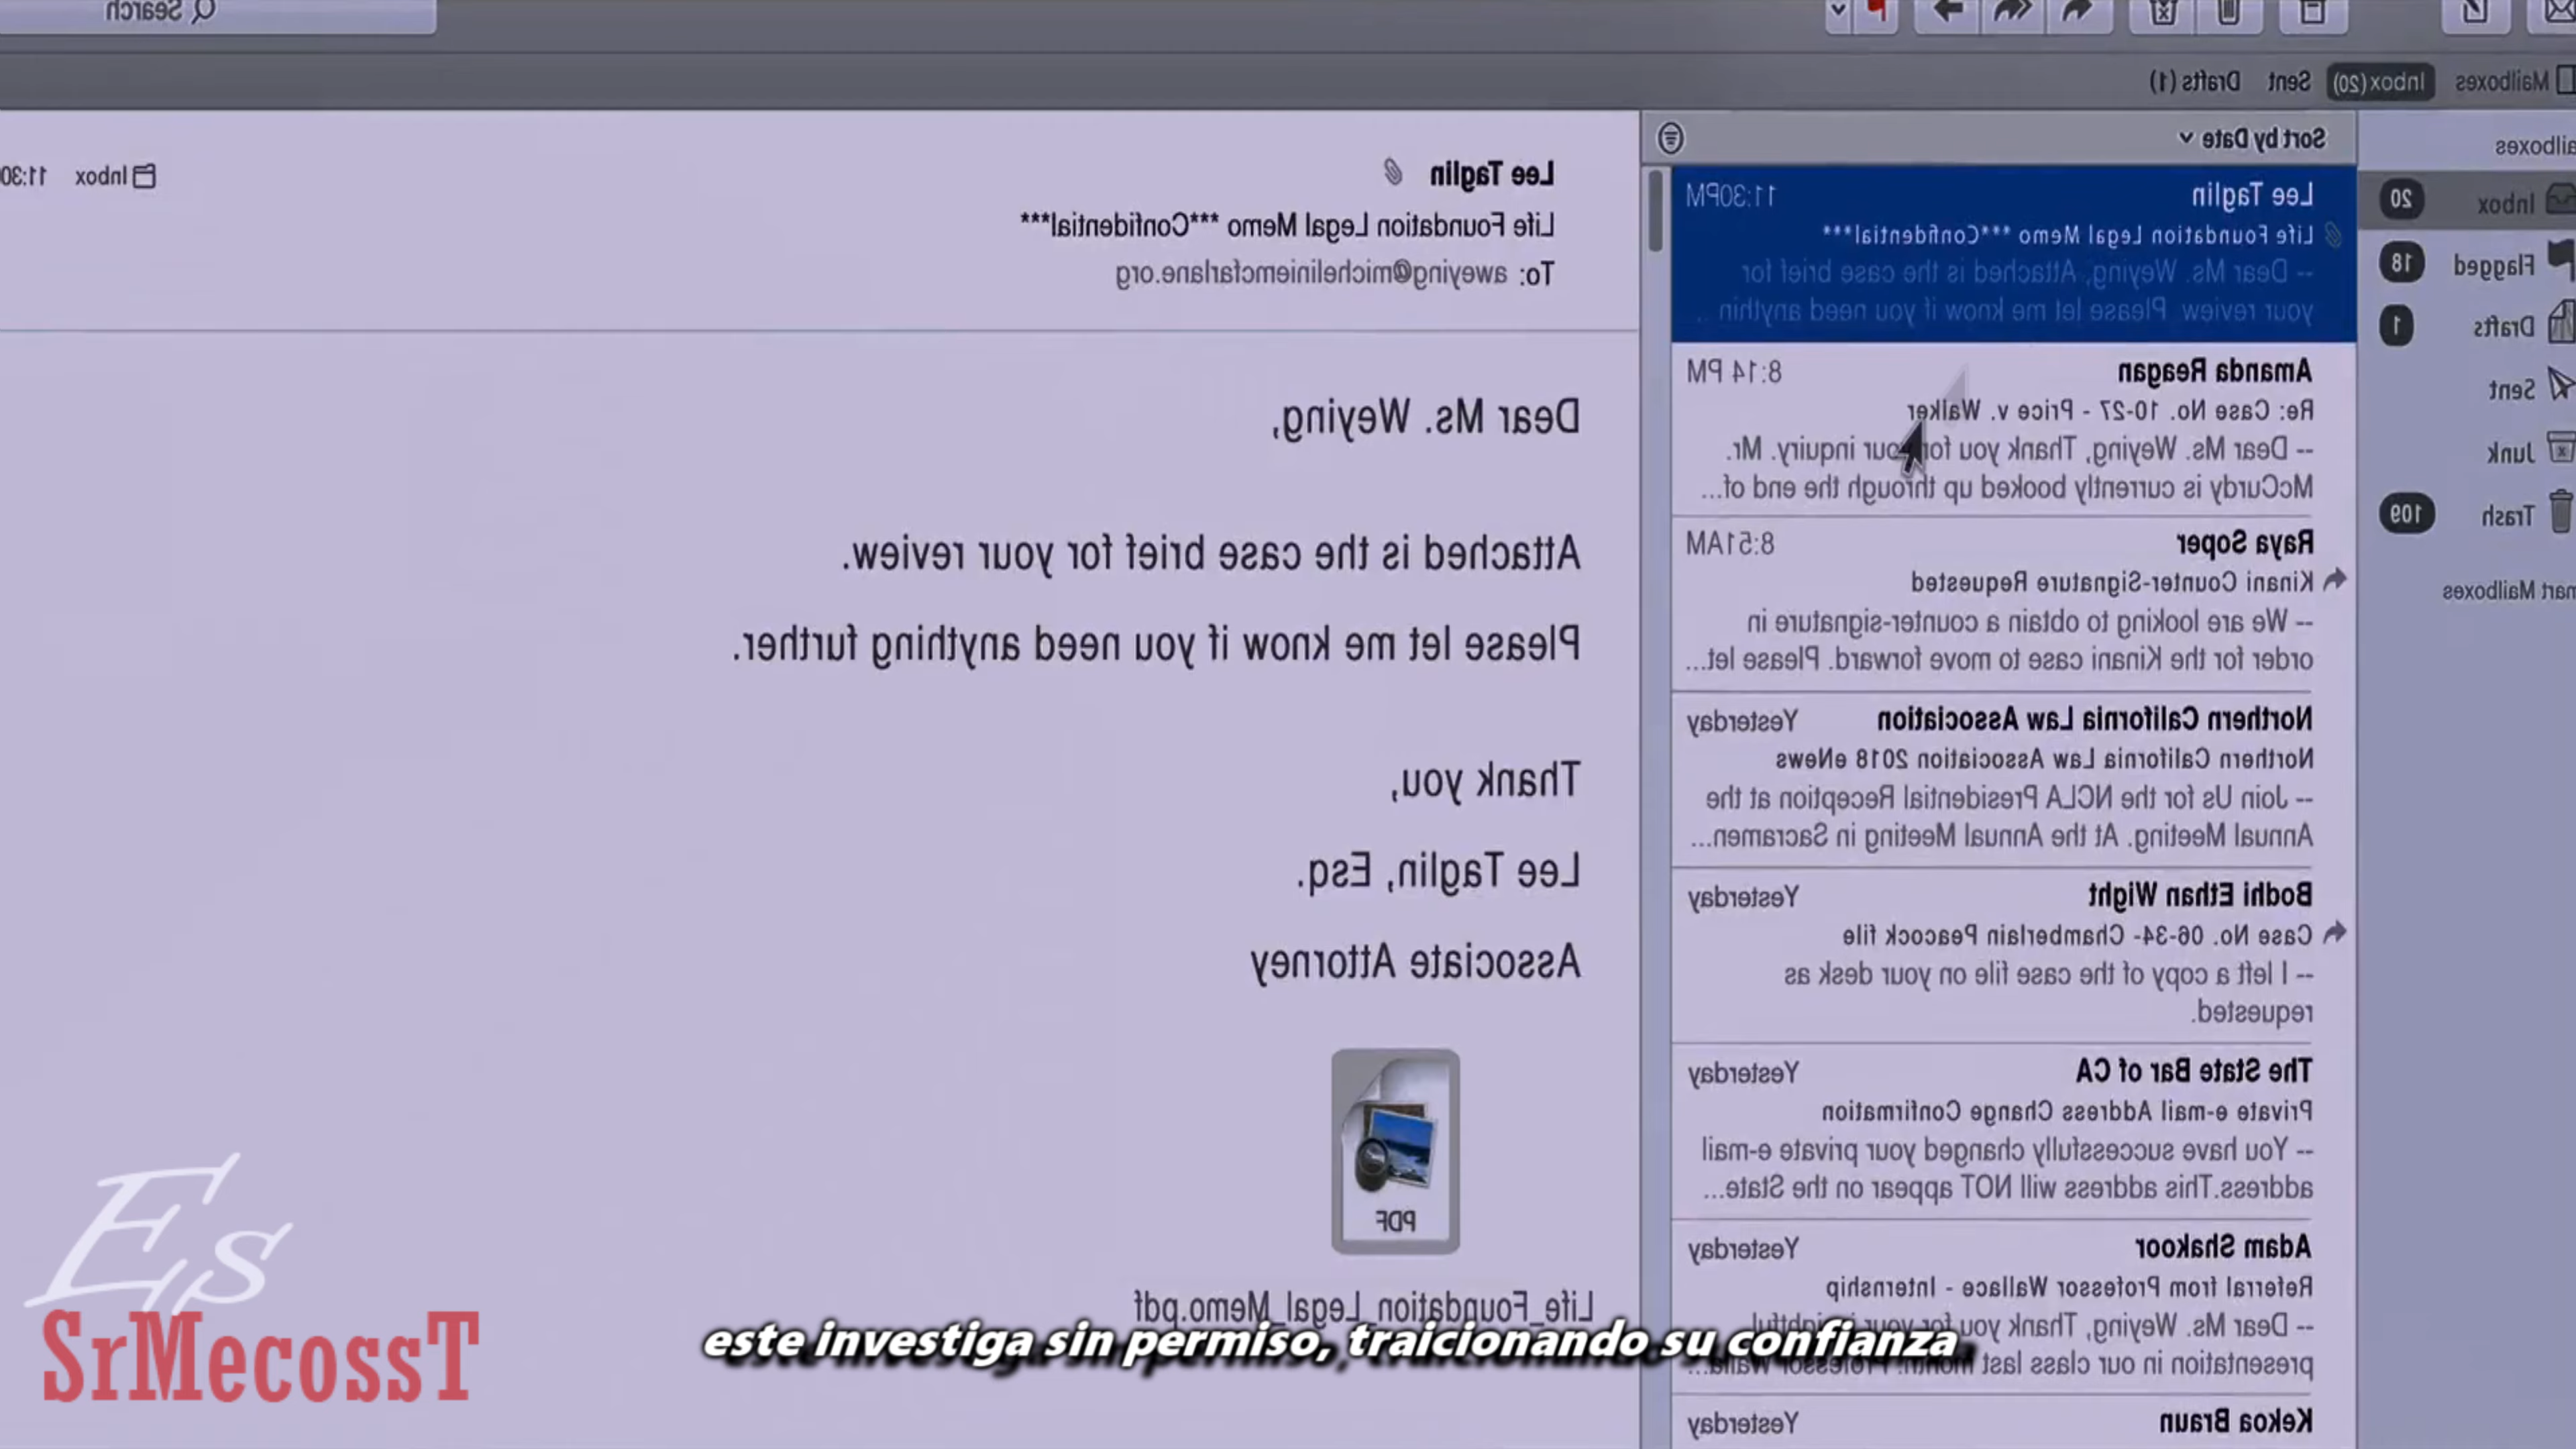 Search
Mailboxes Inbox (20) Sent Drafts (1)
Mailboxes
Inbox 20
Flagged 18
Drafts 1
Sent
Junk
Trash 109
Mailboxes
Sort by Date
Lee Taglin 11:30PM
Life Foundation Legal Memo ***Confidential***
-- Dear Ms. Weying, Attached is the case brief for
your review. Please let me know if you need anythin
Amanda Reagan 8:14 PM
Re: Case No. 10-27 - Price v. Walker
-- Dear Ms. Weying, Thank you for your inquiry. Mr.
McCurdy is currently booked up through the end of...
Raya Soper 8:51AM
Kinani Counter-Signature Requested
-- We are looking to obtain a counter-signature in
order for the Kinani case to move forward. Please let...
Northern California Law Association Yesterday
Northern California Law Association 2018 eNews
-- Join Us for the NCLA Presidential Reception at the
Annual Meeting. At the Annual Meeting in Sacramen...
Bodhi Ethan Wight Yesterday
Case No. 06-34- Chamberlain Peacock file
-- I left a copy of the case file on your desk as
requested.
The State Bar of CA Yesterday
Private e-mail Address Change Confirmation
-- You have successfully changed your private e-mail
address.This address will NOT appear on the State...
Adam Shakoor Yesterday
Referral from Professor Wallace - Internship
-- Dear Ms. Weying, Thank you for your insightful
presentation in our class last month! Professor Walla...
Kekoa Braun Yesterday
Lee Taglin
Inbox 11:30
Life Foundation Legal Memo ***Confidential***
To: aweying@micheliniemcfarlane.org
Dear Ms. Weying,
Attached is the case brief for your review.
Please let me know if you need anything further.
Thank you,
Lee Taglin, Esq.
Associate Attorney
PDF
Life_Foundation_Legal_Memo.pdf
este investiga sin permiso, traicionando su confianza
Es
SrMecossT